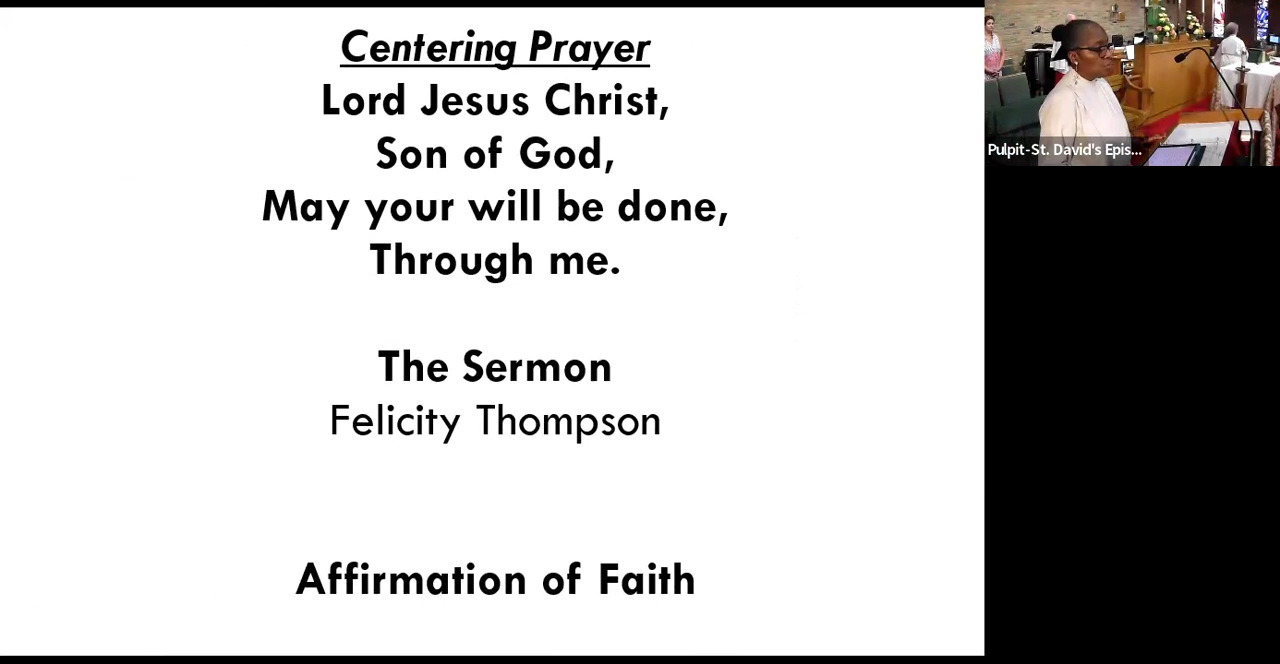 Centering Prayer
Lord Jesus Christ,
Son of God,
May your will be done,
Through me.
The Sermon
Felicity Thompson
Affirmation of Faith
Pulpit-St. David's Epis...